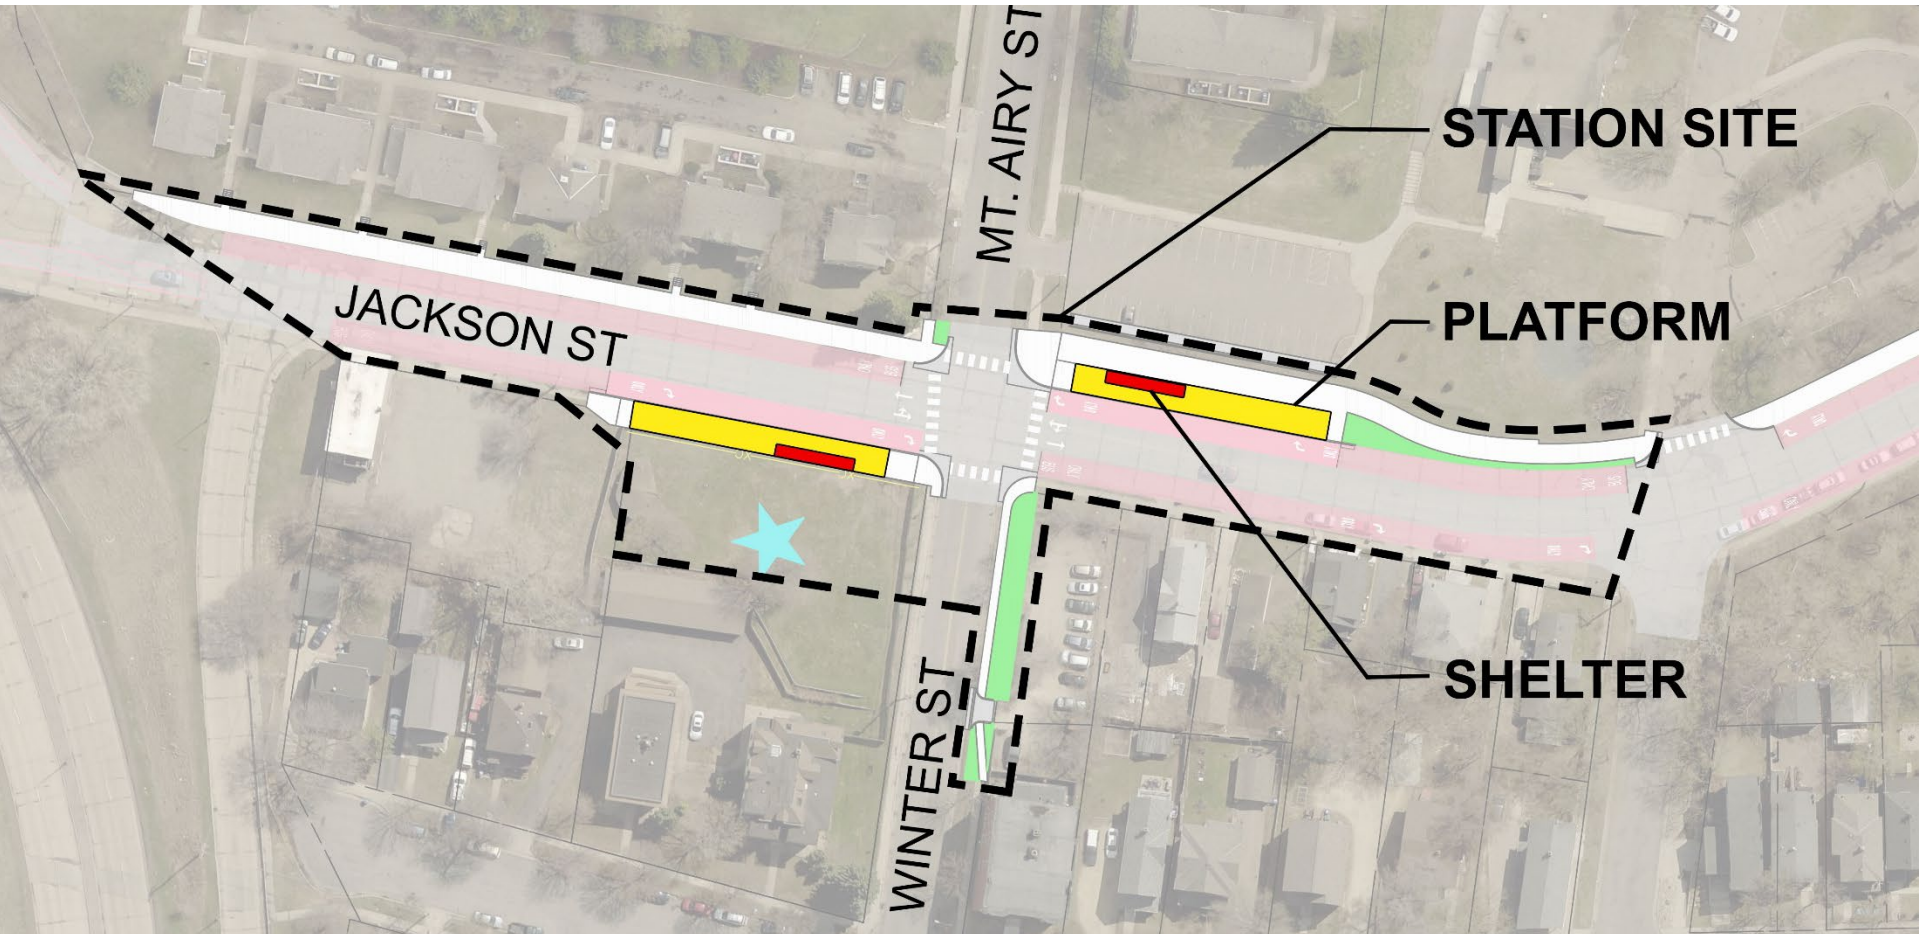 MT. AIRY ST
STATION SITE
JACKSON ST
PLATFORM
SHELTER
WINTER ST